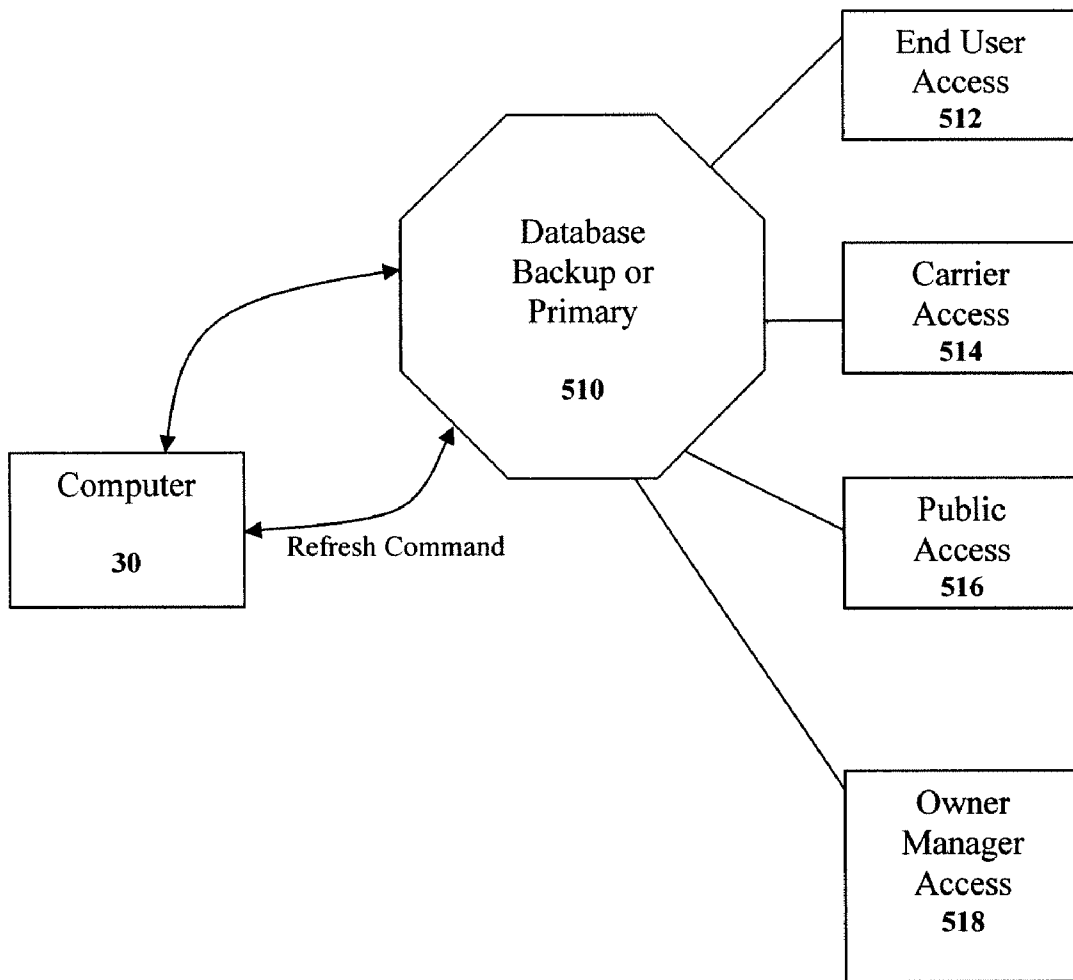 End User
Access
512
Database
Backup or
Primary
510
Carrier
Access
514
Computer
30
Refresh Command
Public
Access
516
Owner
Manager
Access
518